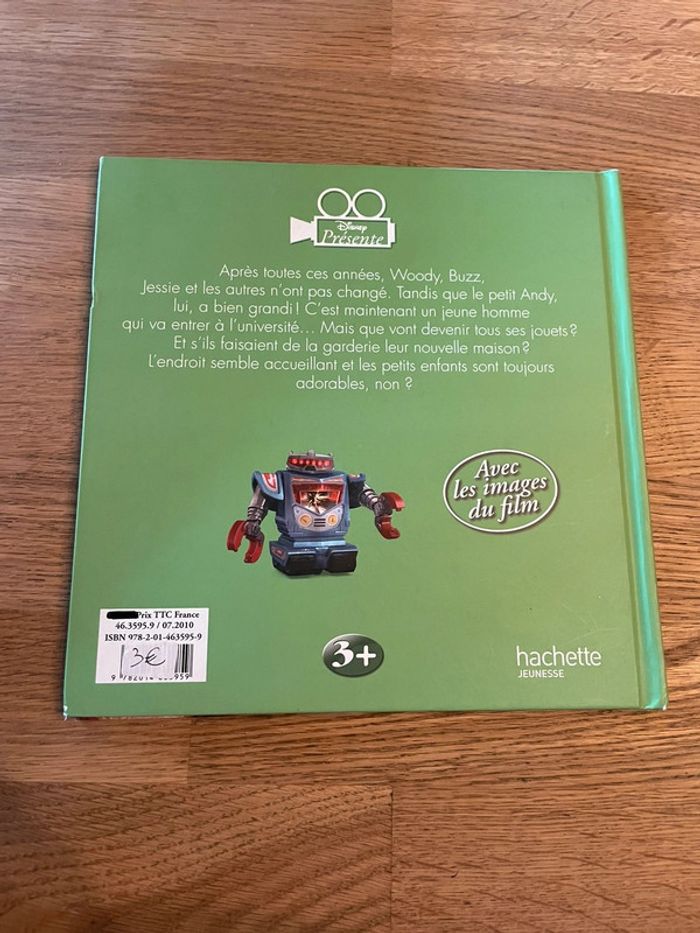 Disney
Présente
Après toutes ces années, Woody, Buzz,
Jessie et les autres n'ont pas changé. Tandis que le petit Andy,
lui, a bien grandi ! C'est maintenant un jeune homme
qui va entrer à l'université... Mais que vont devenir tous ses jouets ?
Et s'ils faisaient de la garderie leur nouvelle maison ?
L'endroit semble accueillant et les petits enfants sont toujours
adorables, non ?
Avec
les images
du film
Prix TTC France
46.3595.9 / 07.2010
ISBN 978-2-01-463595-9
3€
3+
hachette
JEUNESSE